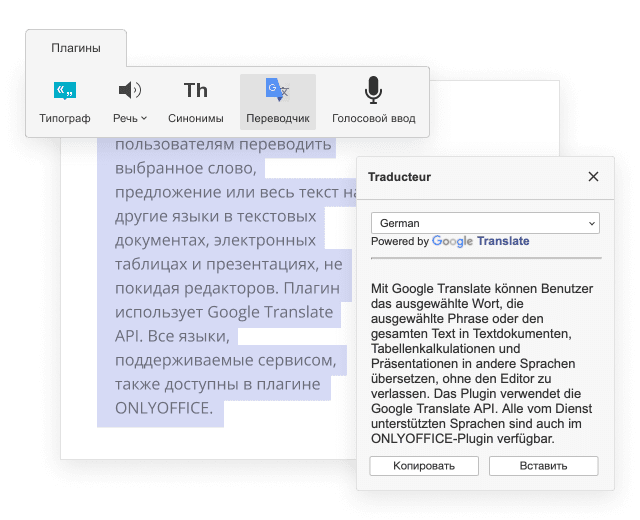 Плагины
Типограф
Речь
Th
Синонимы
G
文
Переводчик
Голосовой ввод
пользователям переводить
выбранное слово,
предложение или весь текст на
другие языки в текстовых
документах, электронных
таблицах и презентациях, не
покидая редакторов. Плагин
использует Google Translate
API. Все языки,
поддерживаемые сервисом,
также доступны в плагине
ONLYOFFICE.
Traducteur
German
Powered by Google Translate
Mit Google Translate können Benutzer
das ausgewählte Wort, die
ausgewählte Phrase oder den
gesamten Text in Textdokumenten,
Tabellenkalkulationen und
Präsentationen in andere Sprachen
übersetzen, ohne den Editor zu
verlassen. Das Plugin verwendet die
Google Translate API. Alle vom Dienst
unterstützten Sprachen sind auch im
ONLYOFFICE-Plugin verfügbar.
Копировать
Вставить